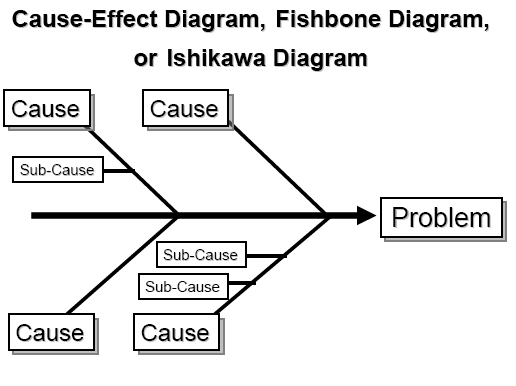 Cause-Effect Diagram, Fishbone Diagram,
or Ishikawa Diagram
Cause
Cause
Sub-Cause
Problem
Sub-Cause
Sub-Cause
Cause
Cause